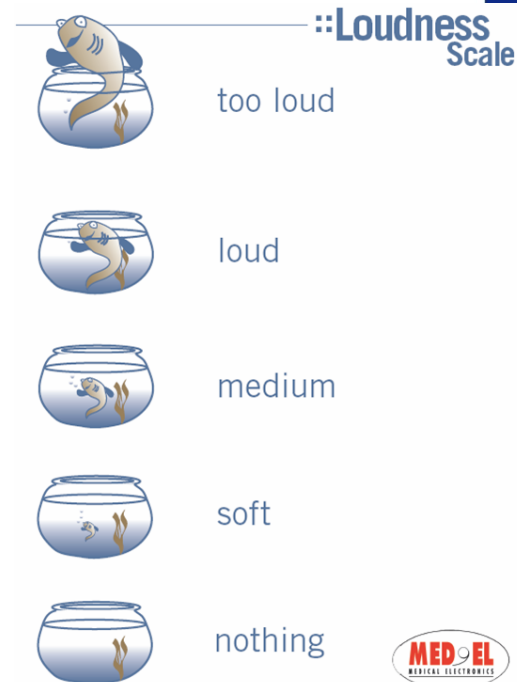 ::Loudness
Scale
too loud
loud
medium
soft
nothing
MED°EL
MEDICAL ELECTRONICS